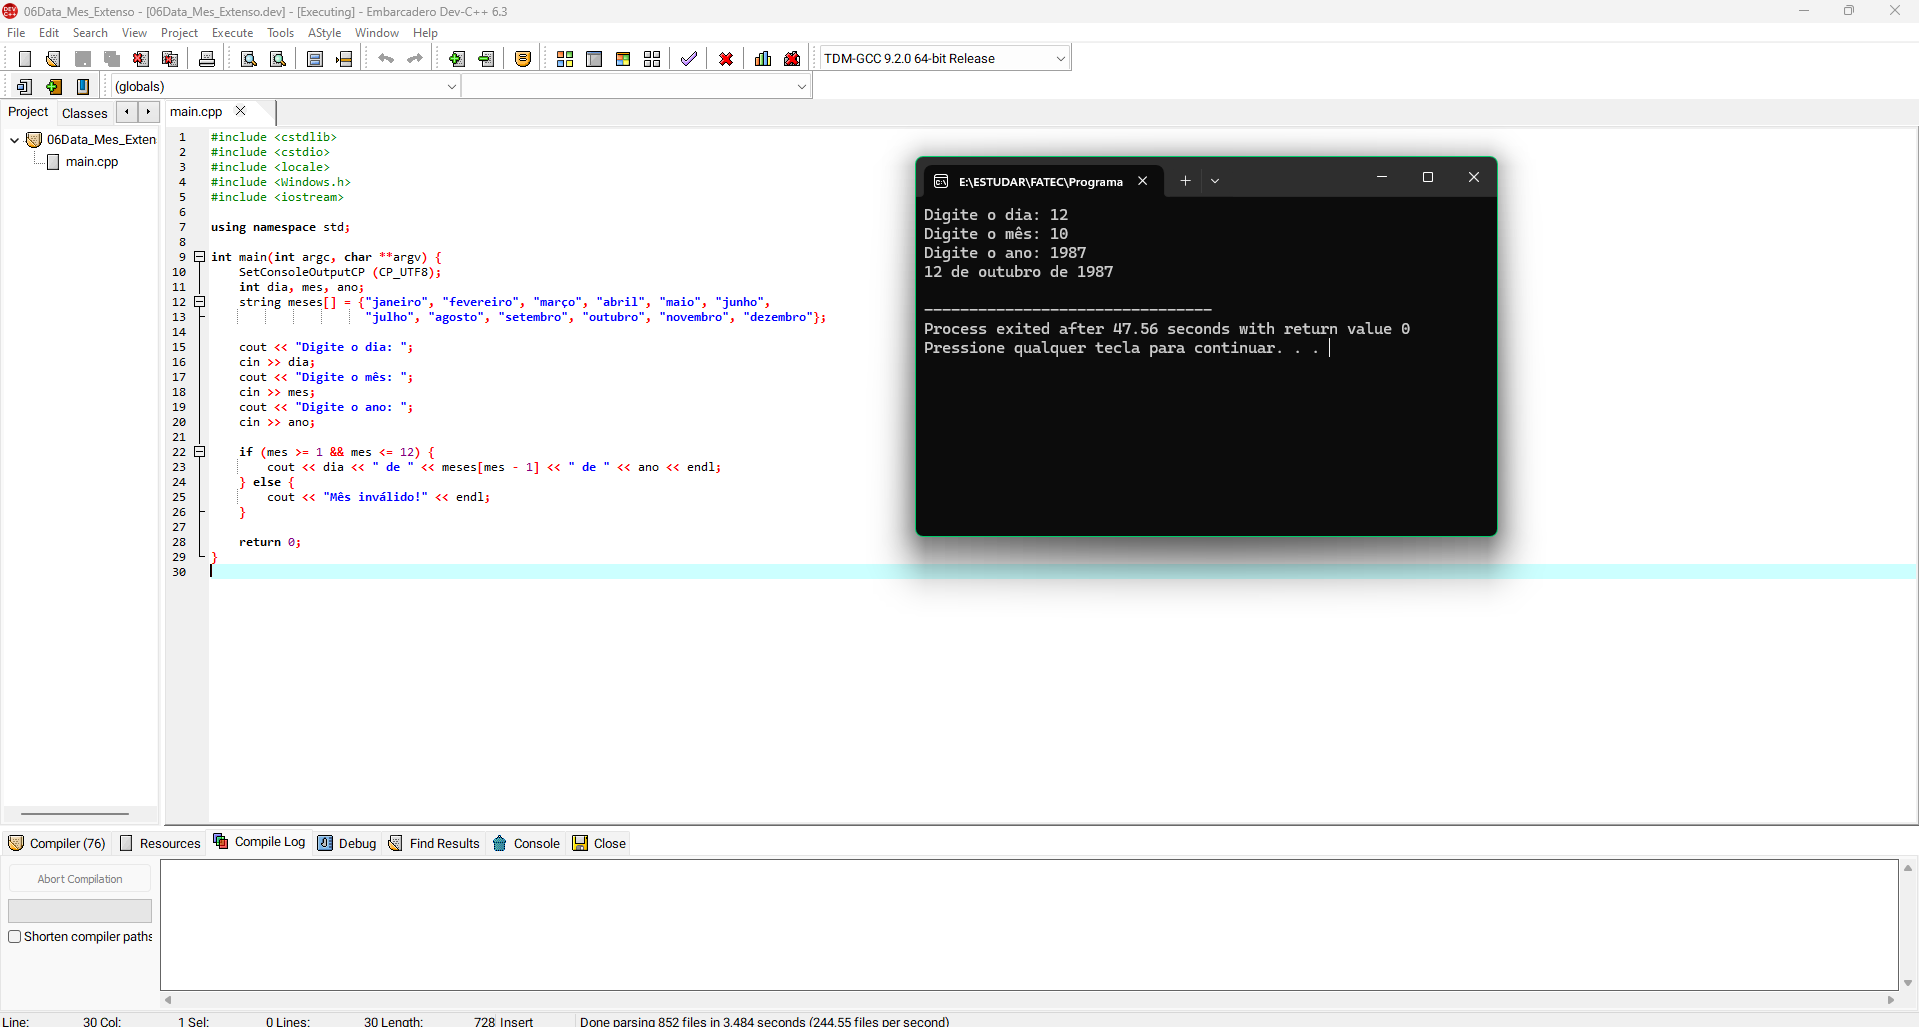 06Data_Mes_Extenso - [06Data_Mes_Extenso.dev] - [Executing] - Embarcadero Dev-C++ 6.3
File Edit Search View Project Execute Tools AStyle Window Help
TDM-GCC 9.2.0 64-bit Release
(globals)
Project Classes main.cpp
06Data_Mes_Exten
main.cpp
1 #include <cstdlib>
2 #include <cstdio>
3 #include <locale>
4 #include <Windows.h>
5 #include <iostream>
6
7 using namespace std;
8
9 int main(int argc, char **argv) {
10 SetConsoleOutputCP (CP_UTF8);
11 int dia, mes, ano;
12 string meses[] = {"janeiro", "fevereiro", "março", "abril", "maio", "junho",
13 "julho", "agosto", "setembro", "outubro", "novembro", "dezembro"};
14
15 cout << "Digite o dia: ";
16 cin >> dia;
17 cout << "Digite o mês: ";
18 cin >> mes;
19 cout << "Digite o ano: ";
20 cin >> ano;
21
22 if (mes >= 1 && mes <= 12) {
23 cout << dia << " de " << meses[mes - 1] << " de " << ano << endl;
24 } else {
25 cout << "Mês inválido!" << endl;
26 }
27
28 return 0;
29 }
30
E:\ESTUDAR\FATEC\Programa
Digite o dia: 12
Digite o mês: 10
Digite o ano: 1987
12 de outubro de 1987
--------------------------------
Process exited after 47.56 seconds with return value 0
Pressione qualquer tecla para continuar. . .
Compiler (76) Resources Compile Log Debug Find Results Console Close
Abort Compilation
Shorten compiler paths
Line: 30 Col: 1 Sel: 0 Lines: 30 Length: 728 Insert Done parsing 852 files in 3.484 seconds (244.55 files per second)